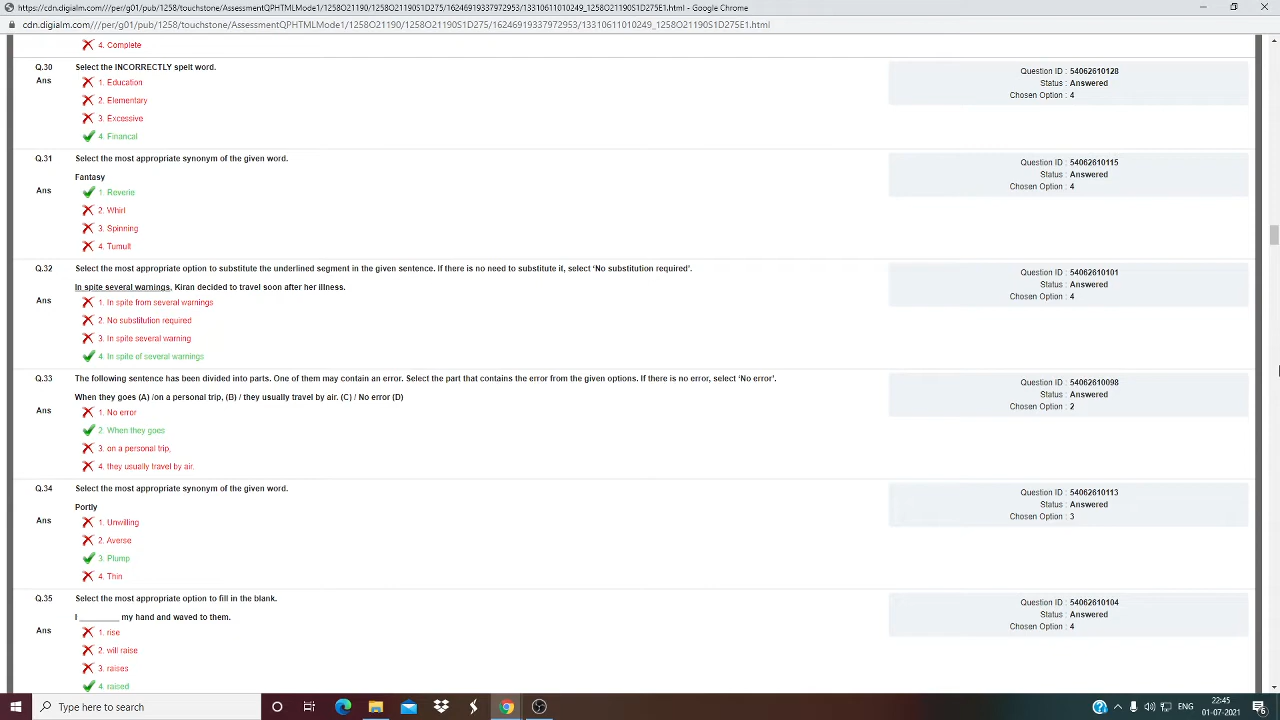 https://cdn.digialm.com///per/g01/pub/1258/touchstone/AssessmentQPHTMLMode1/1258O21190/1258O21190S1D275/16246919337972953/13310611010249_1258O21190S1D275E1.html - Google Chrome
cdn.digialm.com///per/g01/pub/1258/touchstone/AssessmentQPHTMLMode1/1258O21190/1258O21190S1D275/16246919337972953/13310611010249_1258O21190S1D275E1.html
4. Complete
Q.30 Select the INCORRECTLY spelt word.
Question ID : 54062610128
Status : Answered
Chosen Option : 4
Ans 1. Education
2. Elementary
3. Excessive
4. Financal
Q.31 Select the most appropriate synonym of the given word.
Question ID : 54062610115
Status : Answered
Chosen Option : 4
Fantasy
Ans 1. Reverie
2. Whirl
3. Spinning
4. Tumult
Q.32 Select the most appropriate option to substitute the underlined segment in the given sentence. If there is no need to substitute it, select ‘No substitution required’.
Question ID : 54062610101
Status : Answered
Chosen Option : 4
In spite several warnings, Kiran decided to travel soon after her illness.
Ans 1. In spite from several warnings
2. No substitution required
3. In spite several warning
4. In spite of several warnings
Q.33 The following sentence has been divided into parts. One of them may contain an error. Select the part that contains the error from the given options. If there is no error, select ‘No error’.
Question ID : 54062610098
Status : Answered
Chosen Option : 2
When they goes (A) /on a personal trip, (B) / they usually travel by air. (C) / No error (D)
Ans 1. No error
2. When they goes
3. on a personal trip,
4. they usually travel by air.
Q.34 Select the most appropriate synonym of the given word.
Question ID : 54062610113
Status : Answered
Chosen Option : 3
Portly
Ans 1. Unwilling
2. Averse
3. Plump
4. Thin
Q.35 Select the most appropriate option to fill in the blank.
Question ID : 54062610104
Status : Answered
Chosen Option : 4
I _________ my hand and waved to them.
Ans 1. rise
2. will raise
3. raises
4. raised
Type here to search
ENG
22:45
01-07-2021